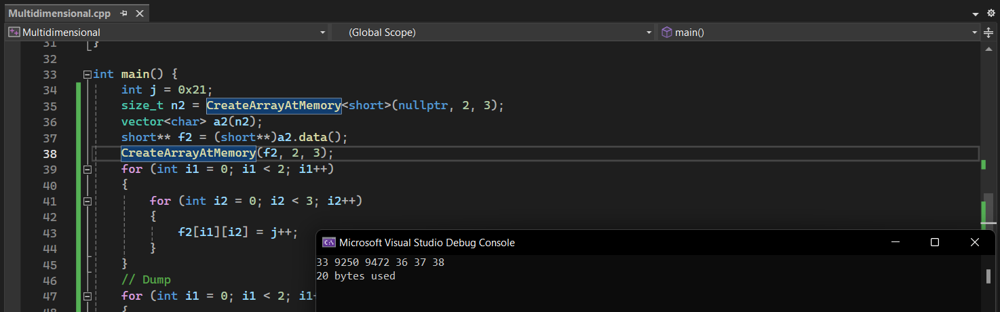 Multidimensional.cpp
Multidimensional (Global Scope) main()
31 }
32
33 int main() {
34 int j = 0x21;
35 size_t n2 = CreateArrayAtMemory<short>(nullptr, 2, 3);
36 vector<char> a2(n2);
37 short** f2 = (short**)a2.data();
38 CreateArrayAtMemory(f2, 2, 3);
39 for (int i1 = 0; i1 < 2; i1++)
40 {
41 for (int i2 = 0; i2 < 3; i2++)
42 {
43 f2[i1][i2] = j++;
44 }
45 }
46 // Dump
47 for (int i1 = 0; i1 < 2; i1
48 {
Microsoft Visual Studio Debug Console
33 9250 9472 36 37 38
20 bytes used